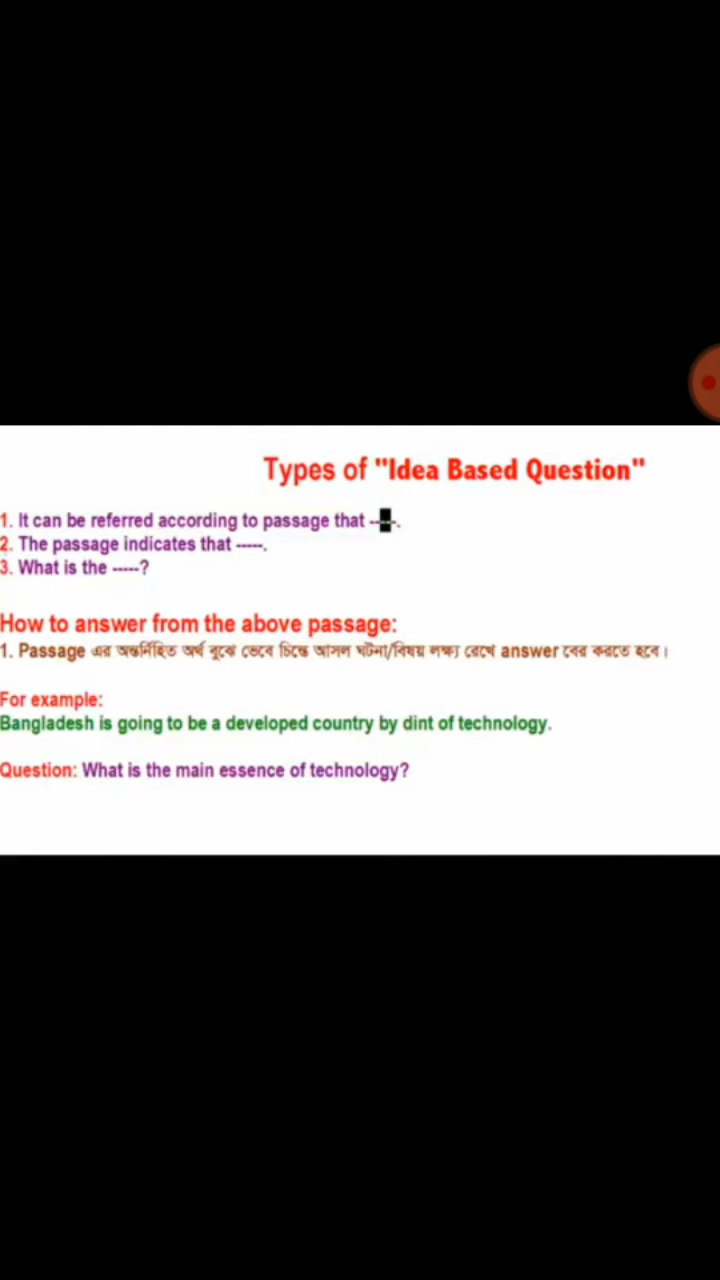 Types of "Idea Based Question"
1. It can be referred according to passage that -----.
2. The passage indicates that -----.
3. What is the -----?
How to answer from the above passage:
1. Passage এর অন্তর্নিহিত অর্থ বুঝে ভেবে চিন্তে আসল ঘটনা/বিষয় লক্ষ্য রেখে answer বের করতে হবে।
For example:
Bangladesh is going to be a developed country by dint of technology.
Question: What is the main essence of technology?